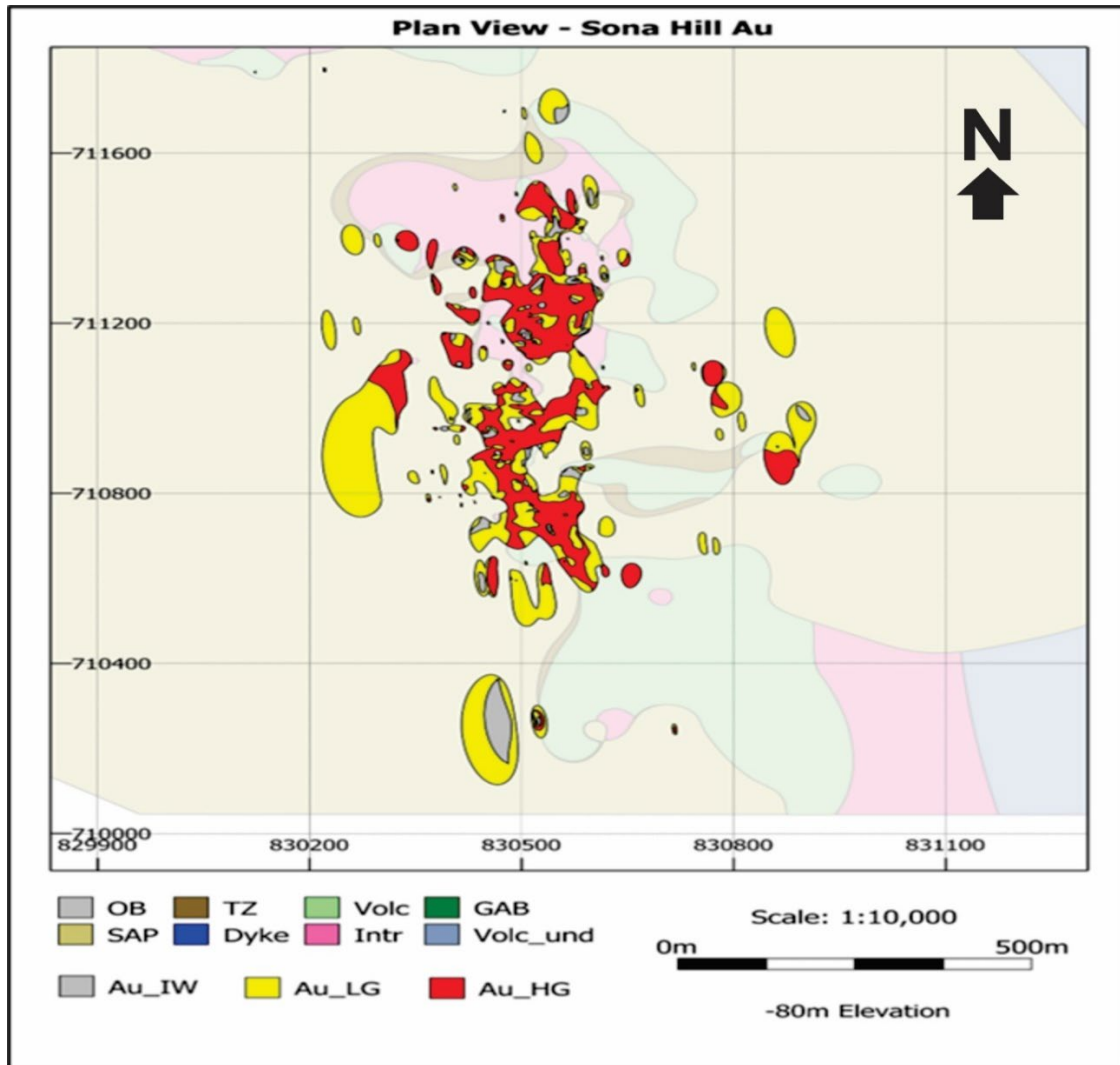 Plan View - Sona Hill Au
N
711600
711200
710800
710400
710000
829900 830200 830500 830800 831100
OB TZ Volc GAB
SAP Dyke Intr Volc_und
Au_IW Au_LG Au_HG
Scale: 1:10,000
0m 500m
-80m Elevation